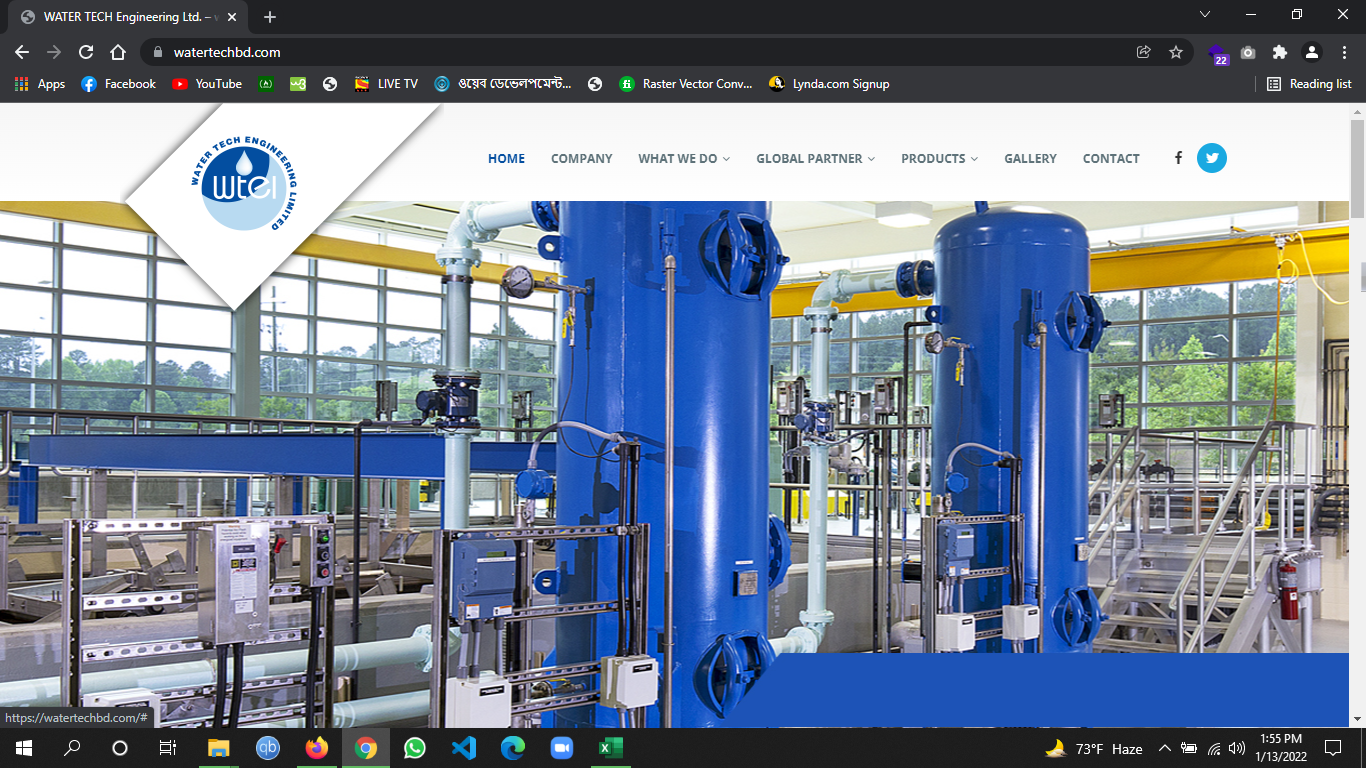 WATER TECH Engineering Ltd. –
watertechbd.com
22
Apps
Facebook
YouTube
LIVE TV
ওয়েব ডেভেলপমেন্ট...
Raster Vector Conv...
Lynda.com Signup
Reading list
WATER TECH ENGINEERING LIMITED
wtel
HOME
COMPANY
WHAT WE DO
GLOBAL PARTNER
PRODUCTS
GALLERY
CONTACT
https://watertechbd.com/#
73°F Haze
1:55 PM
1/13/2022